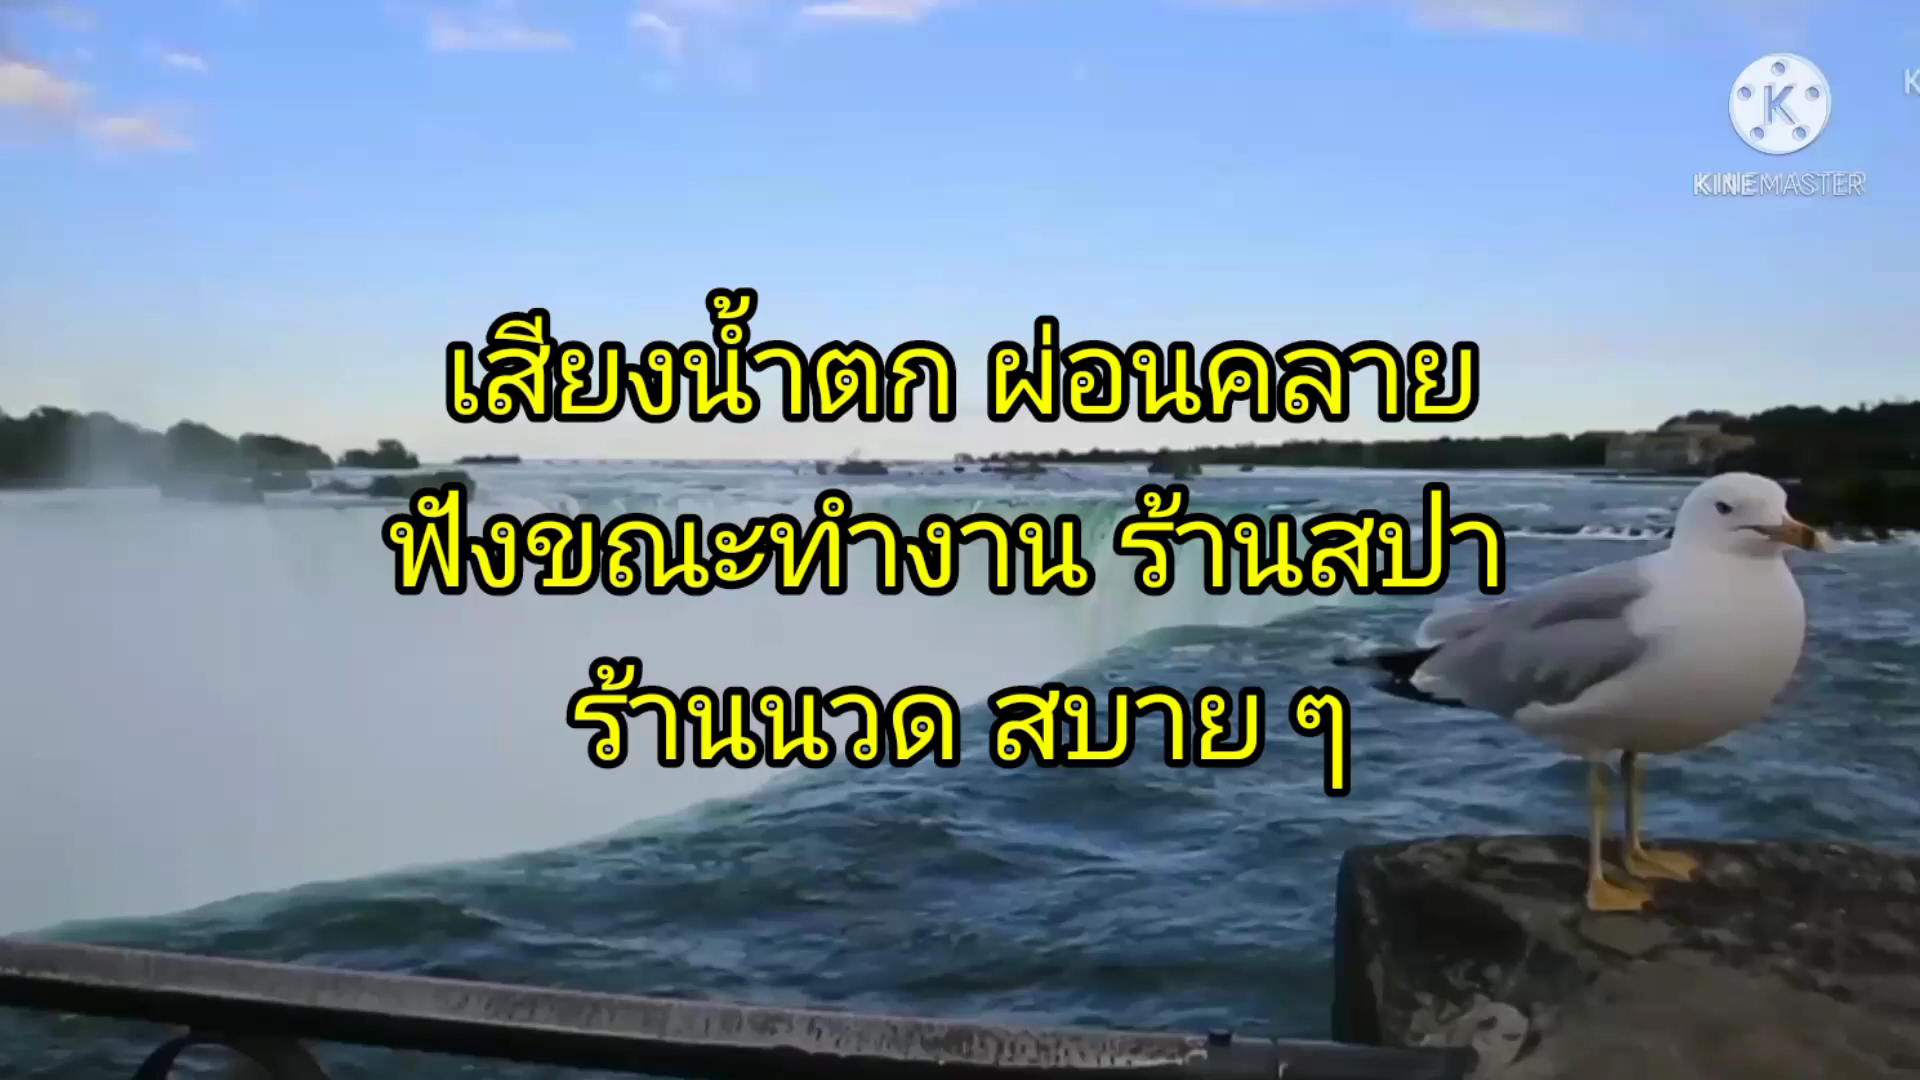 เสียงน้ำตก ผ่อนคลาย
ฟังขณะทำงาน ร้านสปา
ร้านนวด สบาย ๆ
K
KINEMASTER
K